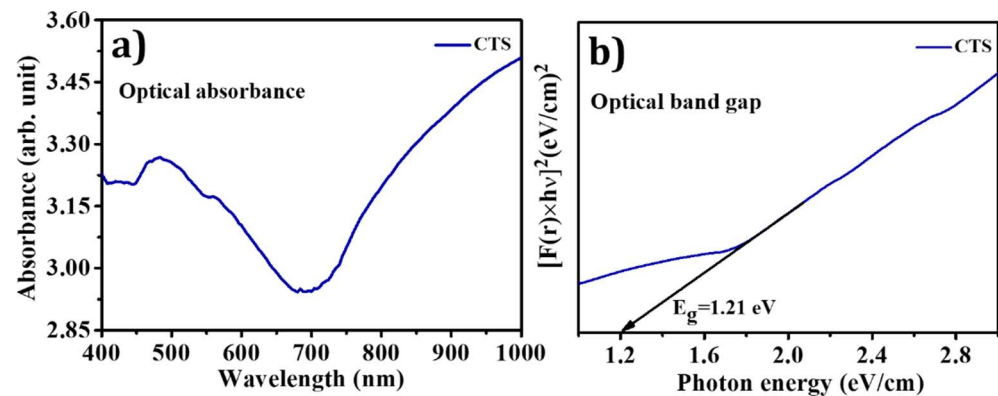 a)
CTS
Optical absorbance
Absorbance (arb. unit)
3.60
3.45
3.30
3.15
3.00
2.85
400 500 600 700 800 900 1000
Wavelength (nm)
b)
CTS
Optical band gap
[F(r)×hν]²(eV/cm)²
E_g=1.21 eV
1.2 1.6 2.0 2.4 2.8
Photon energy (eV/cm)